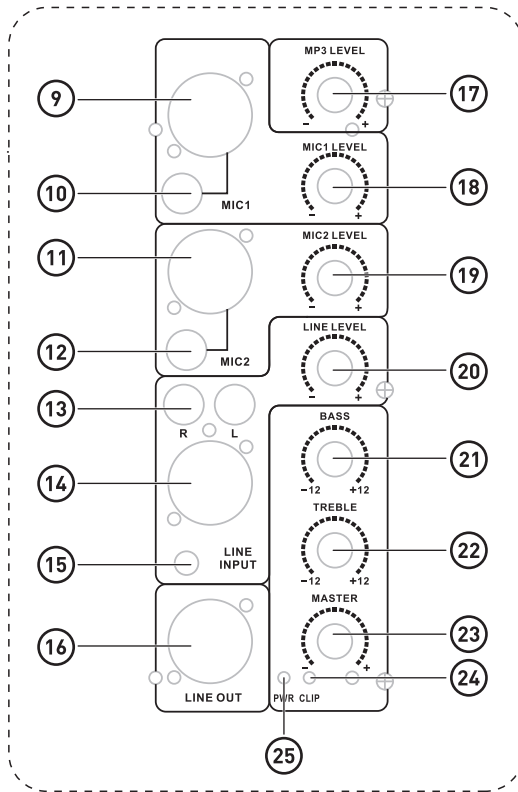 MP3 LEVEL
9
17
- +
MIC1 LEVEL
10
18
MIC1
- +
MIC2 LEVEL
11
19
- +
LINE LEVEL
12
MIC2
20
- +
13
R L
BASS
21
14
-12 +12
TREBLE
22
15
LINE
INPUT
-12 +12
MASTER
16
23
- +
24
LINE OUT
PWR CLIP
25